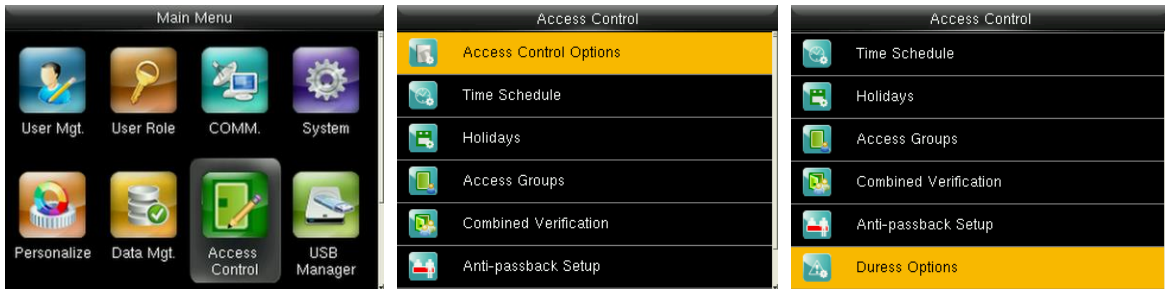 Main Menu
User Mgt.
User Role
COMM.
System
Personalize
Data Mgt.
Access
Control
USB
Manager
Access Control
Access Control Options
Time Schedule
Holidays
Access Groups
Combined Verification
Anti-passback Setup
Access Control
Time Schedule
Holidays
Access Groups
Combined Verification
Anti-passback Setup
Duress Options